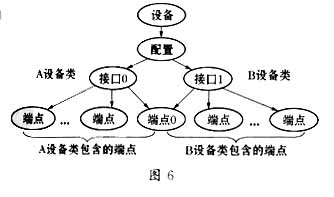 设备
配置
A设备类
B设备类
接口0
接口1
端点
...
端点
端点0
端点
...
端点
A设备类包含的端点
B设备类包含的端点
图 6